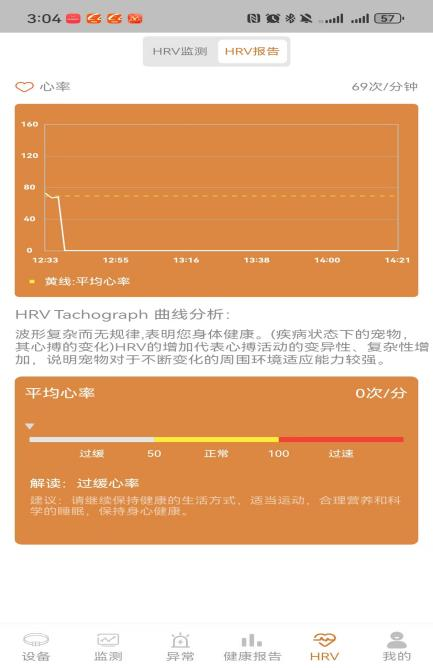 3:04
57
HRV监测 HRV报告
心率 69次/分钟
160
120
80
40
0
12:33 12:55 13:16 13:38 14:00 14:21
黄线:平均心率
HRV Tachograph 曲线分析:
波形复杂而无规律,表明您身体健康。(疾病状态下的宠物,
其心搏的变化)HRV的增加代表心搏活动的变异性、复杂性增
加，说明宠物对于不断变化的周围环境适应能力较强。
平均心率 0次/分
过缓 50 正常 100 过速
解读：过缓心率
建议：请继续保持健康的生活方式，适当运动，合理营养和科
学的睡眠，保持身心健康。
设备 监测 异常 健康报告 HRV 我的